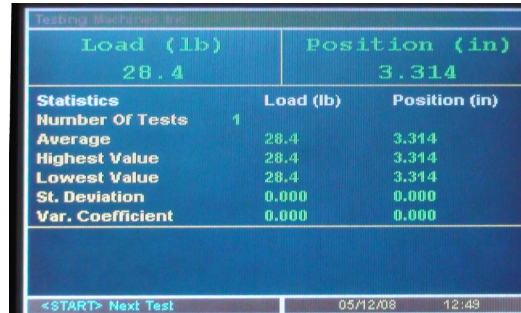 Testing Machines Inc.
Load (lb) Position (in)
28.4 3.314
Statistics Load (lb) Position (in)
Number Of Tests 1
Average 28.4 3.314
Highest Value 28.4 3.314
Lowest Value 28.4 3.314
St. Deviation 0.000 0.000
Var. Coefficient 0.000 0.000
<START> Next Test 05/12/08 12:49